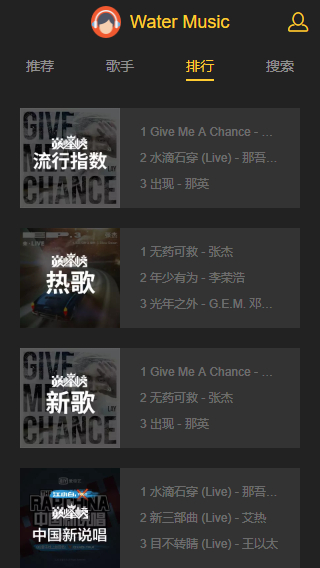 Water Music
推荐 歌手 排行 搜索
GIVE
ME A
巅峰榜
流行指数
CHANCE
1 Give Me A Chance - ...
2 水滴石穿 (Live) - 那吾...
3 出现 - 那英
巅峰榜
热歌
1 无药可救 - 张杰
2 年少有为 - 李荣浩
3 光年之外 - G.E.M. 邓...
GIVE
ME A
巅峰榜
新歌
CHANCE
1 Give Me A Chance - ...
2 无药可救 - 张杰
3 出现 - 那英
巅峰榜
中国新说唱
1 水滴石穿 (Live) - 那吾...
2 新三部曲 (Live) - 艾热
3 目不转睛 (Live) - 王以太